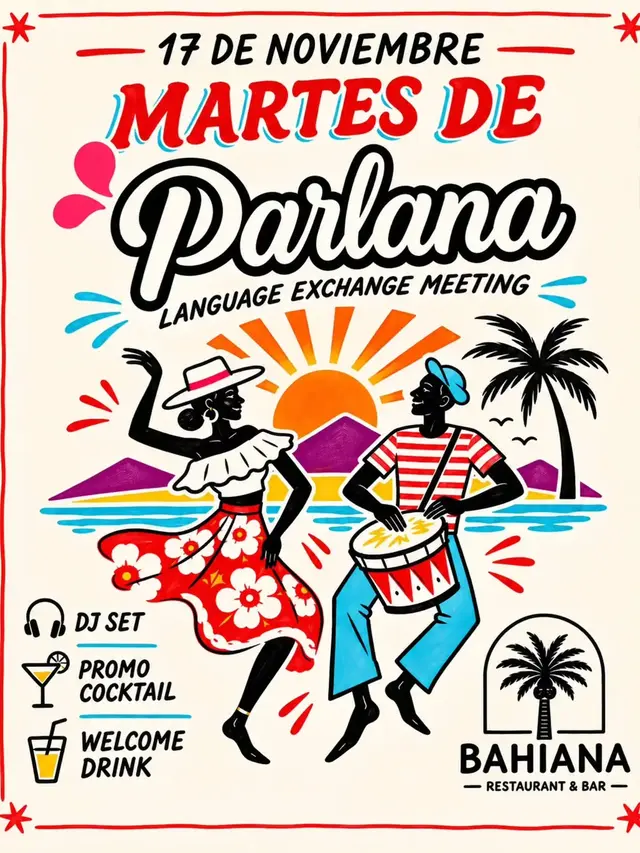 17 DE NOVIEMBRE
MARTES DE
Parlana
LANGUAGE EXCHANGE MEETING
DJ SET
PROMO
COCKTAIL
WELCOME
DRINK
BAHIANA
RESTAURANT & BAR